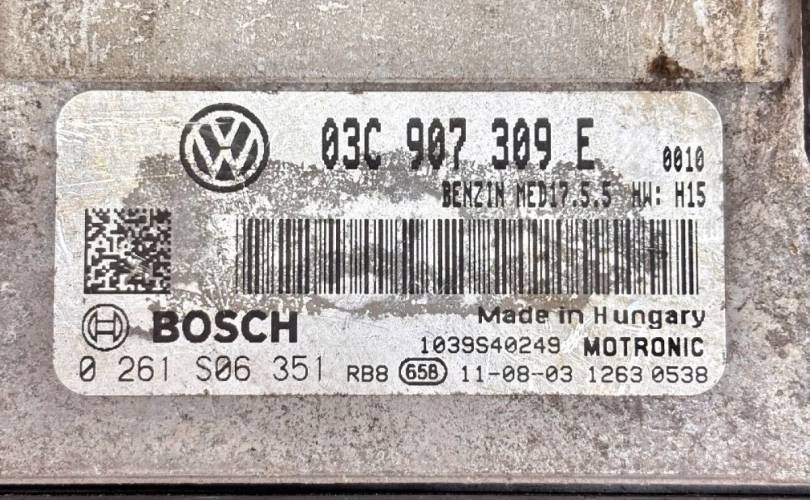 03C 907 309 E 0010
BENZIN MED17.5.5 HW: H15
BOSCH Made in Hungary
1039S40249 MOTRONIC
0 261 S06 351 RB8 65B 11-08-03 1263 0538